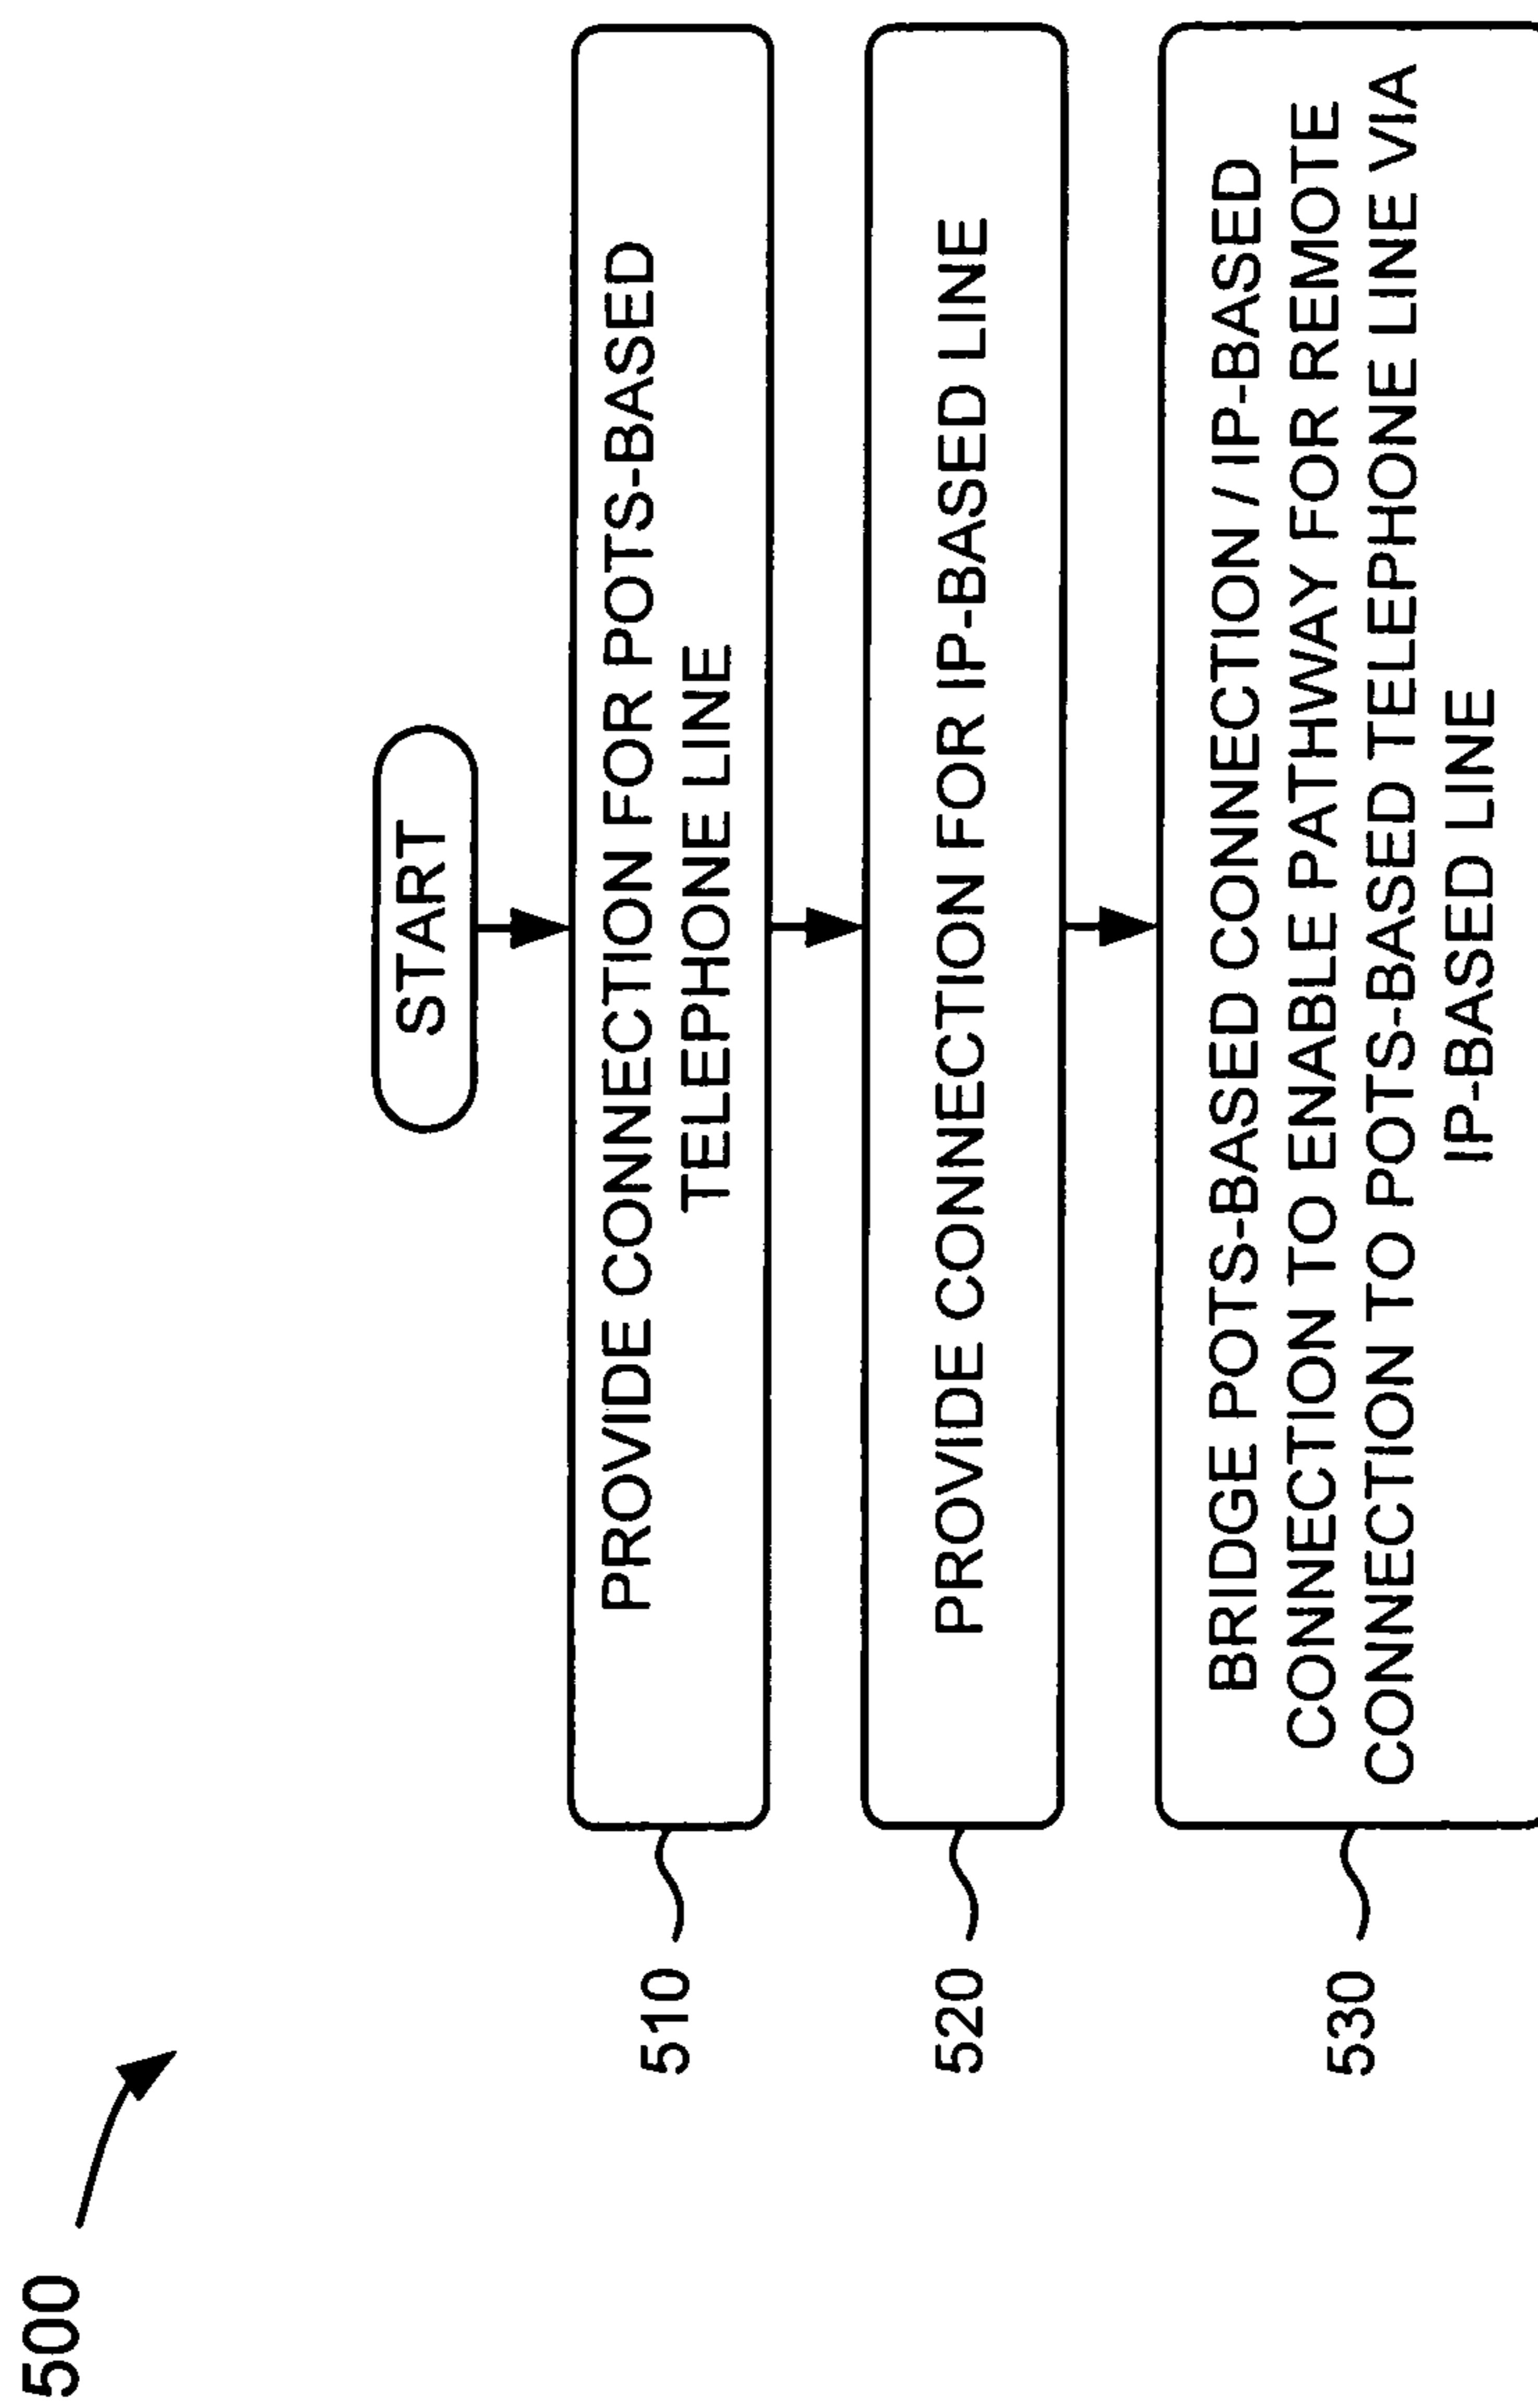 500
START
510
PROVIDE CONNECTION FOR POTS-BASED
TELEPHONE LINE
520
PROVIDE CONNECTION FOR IP-BASED LINE
530
BRIDGE POTS-BASED CONNECTION / IP-BASED
CONNECTION TO ENABLE PATHWAY FOR REMOTE
CONNECTION TO POTS-BASED TELEPHONE LINE VIA
IP-BASED LINE